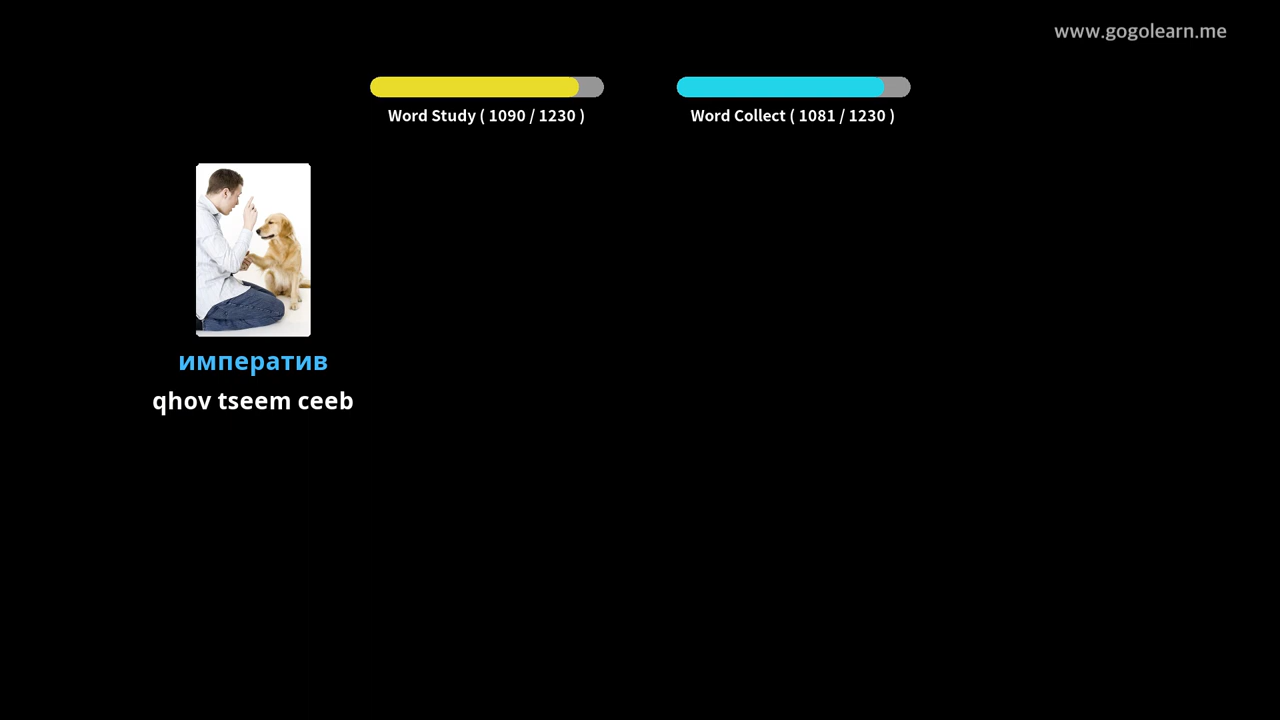 www.gogolearn.me
Word Study ( 1090 / 1230 )
Word Collect ( 1081 / 1230 )
императив
qhov tseem ceeb